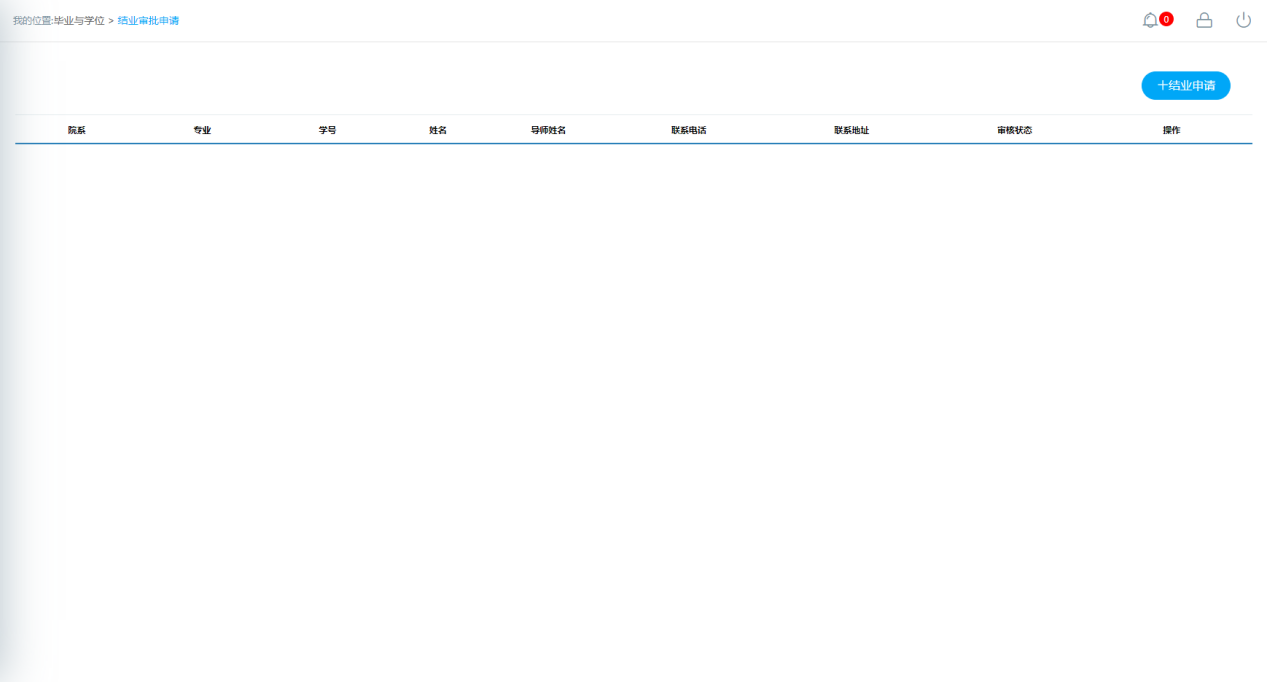 我的位置:毕业与学位 > 结业审批申请
0
十结业申请
院系 专业 学号 姓名 导师姓名 联系电话 联系地址 审核状态 操作